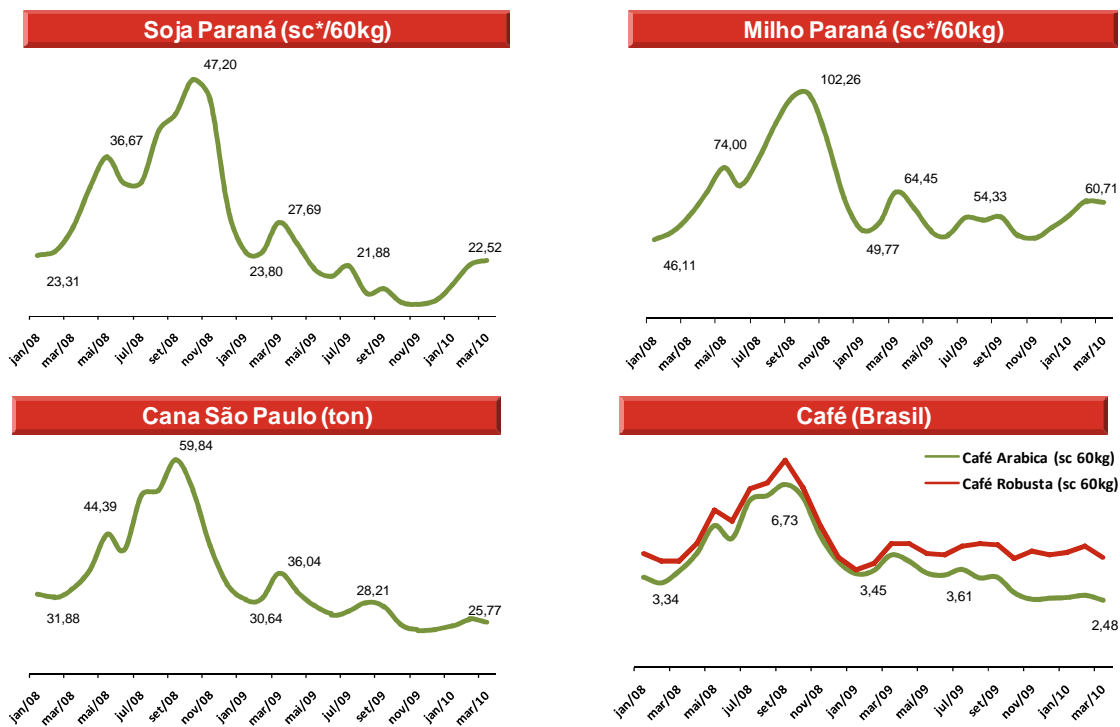 Soja Paraná (sc*/60kg)
47,20
36,67
27,69
23,31
23,80
21,88
22,52
jan/08 mar/08 mai/08 jul/08 set/08 nov/08 jan/09 mar/09 mai/09 jul/09 set/09 nov/09 jan/10 mar/10
Milho Paraná (sc*/60kg)
102,26
74,00
64,45
54,33
60,71
46,11
49,77
jan/08 mar/08 mai/08 jul/08 set/08 nov/08 jan/09 mar/09 mai/09 jul/09 set/09 nov/09 jan/10 mar/10
Cana São Paulo (ton)
59,84
44,39
36,04
31,88
30,64
28,21
25,77
jan/08 mar/08 mai/08 jul/08 set/08 nov/08 jan/09 mar/09 mai/09 jul/09 set/09 nov/09 jan/10 mar/10
Café (Brasil)
Café Arabica (sc 60kg)
Café Robusta (sc 60kg)
6,73
3,34
3,45
3,61
2,48
jan/08 mar/08 mai/08 jul/08 set/08 nov/08 jan/09 mar/09 mai/09 jul/09 set/09 nov/09 jan/10 mar/10